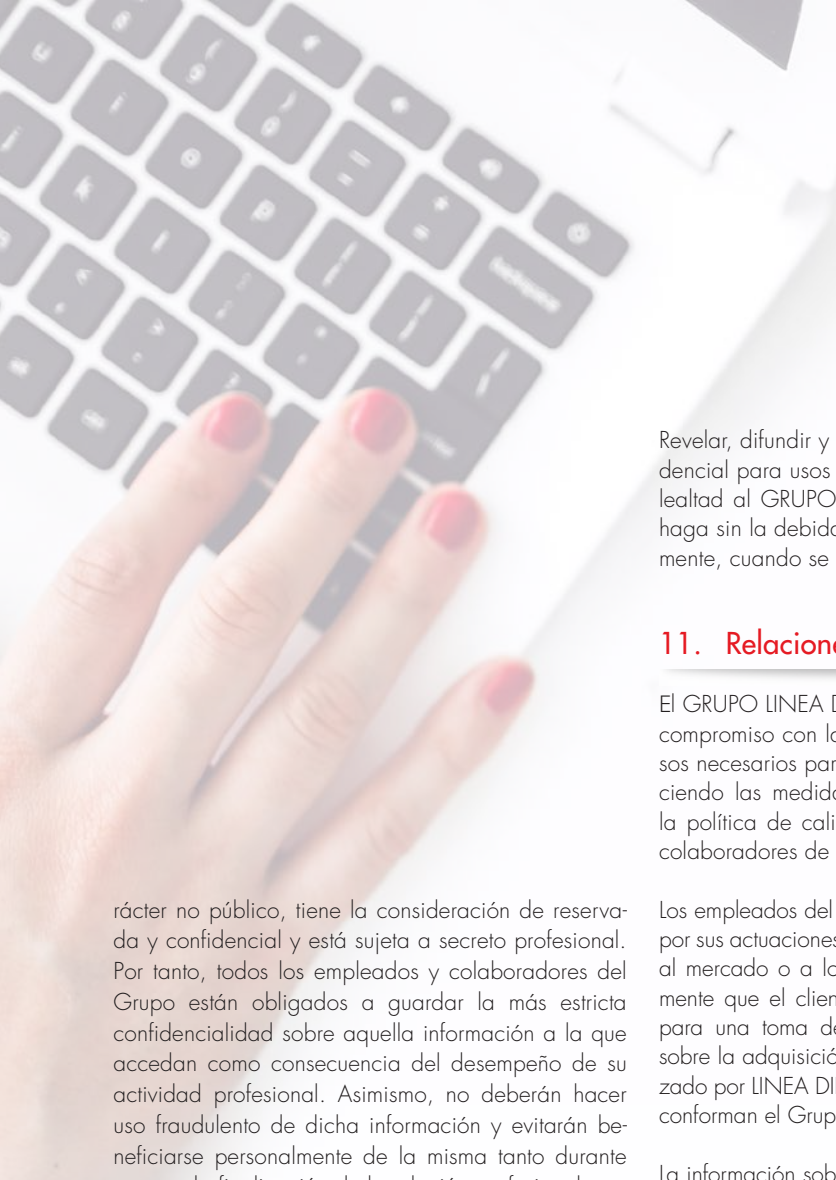 rácter no público, tiene la consideración de reserva-
da y confidencial y está sujeta a secreto profesional.
Por tanto, todos los empleados y colaboradores del
Grupo están obligados a guardar la más estricta
confidencialidad sobre aquella información a la que
accedan como consecuencia del desempeño de su
actividad profesional. Asimismo, no deberán hacer
uso fraudulento de dicha información y evitarán be-
neficiarse personalmente de la misma tanto durante
Revelar, difundir y
dencial para usos
lealtad al GRUPO
haga sin la debida
mente, cuando se
11. Relacione
El GRUPO LINEA D
compromiso con lo
sos necesarios par
ciendo las medida
la política de cali
colaboradores de
Los empleados del
por sus actuaciones
al mercado o a lo
mente que el clien
para una toma de
sobre la adquisició
zado por LINEA DI
conforman el Grup
La información sob